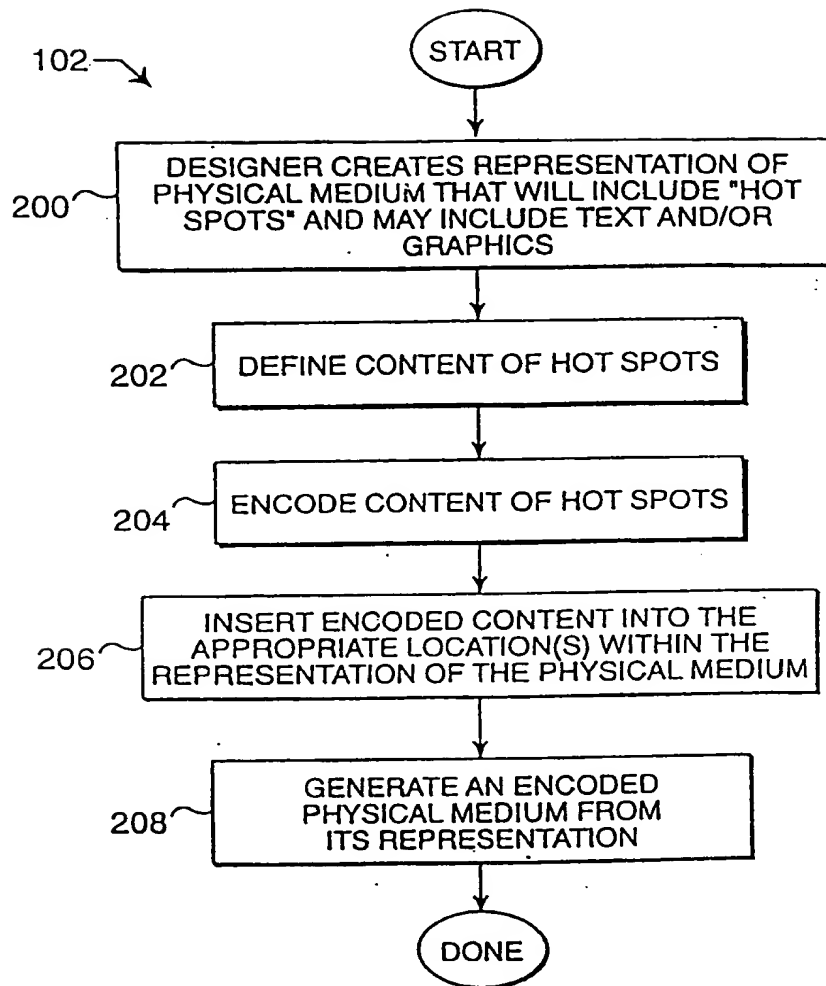 START
102
DESIGNER CREATES REPRESENTATION OF
PHYSICAL MEDIUM THAT WILL INCLUDE "HOT
SPOTS" AND MAY INCLUDE TEXT AND/OR
GRAPHICS
200
DEFINE CONTENT OF HOT SPOTS
202
ENCODE CONTENT OF HOT SPOTS
204
INSERT ENCODED CONTENT INTO THE
APPROPRIATE LOCATION(S) WITHIN THE
REPRESENTATION OF THE PHYSICAL MEDIUM
206
GENERATE AN ENCODED
PHYSICAL MEDIUM FROM
ITS REPRESENTATION
208
DONE